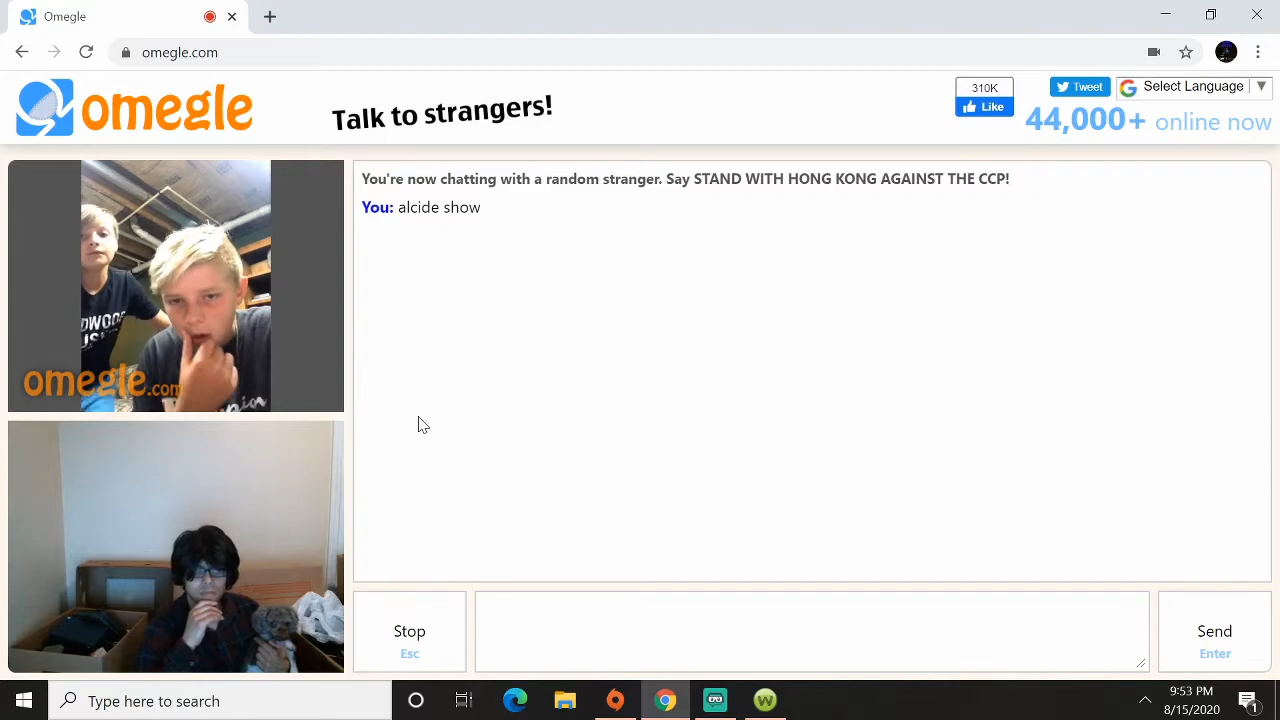 Omegle
omegle.com
omegle
Talk to strangers!
310K
Like
Tweet
Select Language
44,000+ online now
You're now chatting with a random stranger. Say STAND WITH HONG KONG AGAINST THE CCP!
You: alcide show
omegle.com
Stop
Esc
Send
Enter
Type here to search
9:53 PM
8/15/2020
1